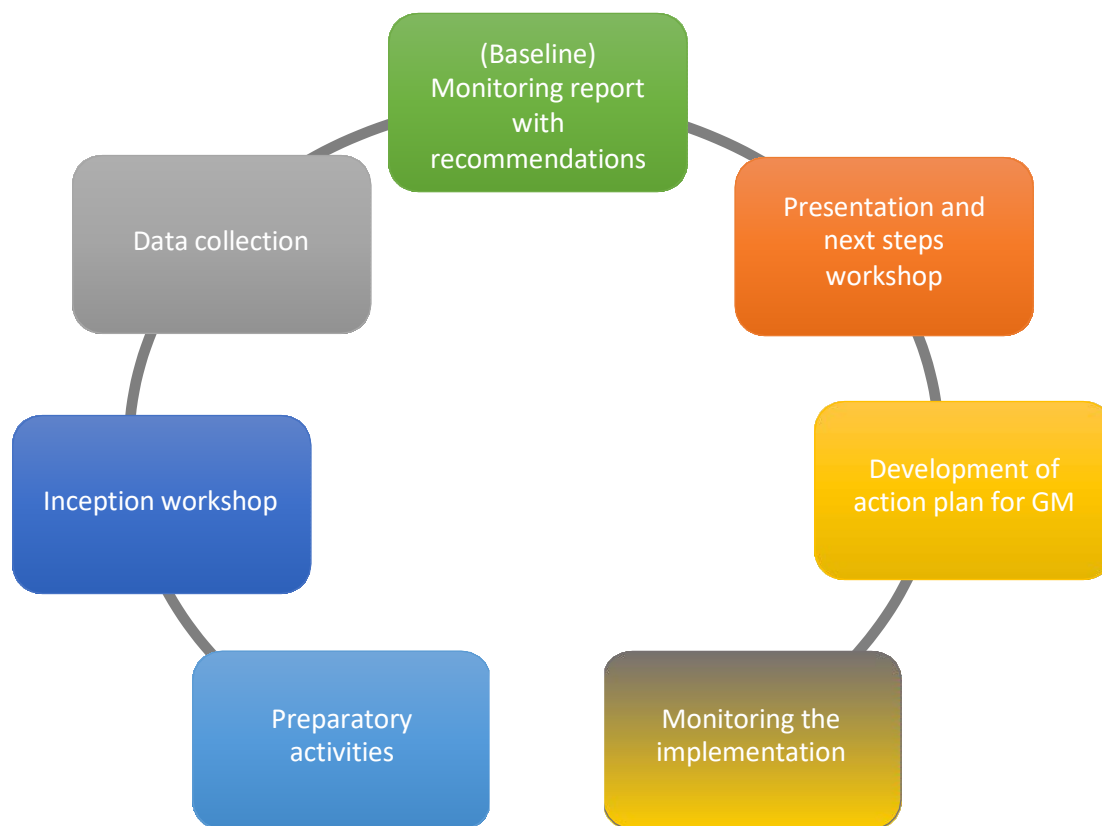 (Baseline)
Monitoring report
with
recommendations
Presentation and
next steps
workshop
Data collection
Development of
action plan for GM
Inception workshop
Monitoring the
implementation
Preparatory
activities